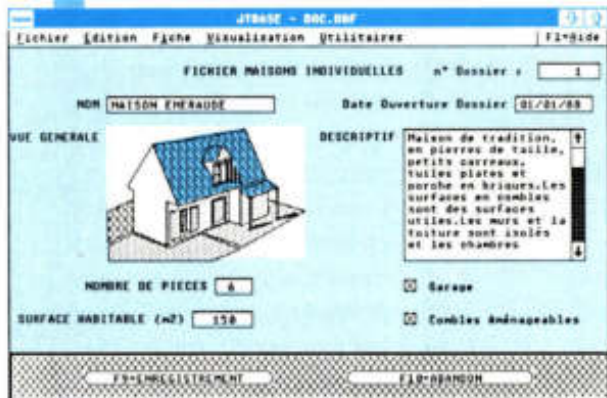 JTBASE - DOC.DBF
Fichier Edition Fiche Visualisation Utilitaires F1=Aide
FICHIER MAISONS INDIVIDUELLES n° Dossier : 1
NOM MAISON EMERAUDE Date Ouverture Dossier 01/01/88
VUE GENERALE
DESCRIPTIF
Maison de tradition,
en pierres de taille,
petits carreaux,
tuiles plates et
porche en briques.Les
surfaces en combles
sont des surfaces
utiles.Les murs et la
toiture sont isolés
et les chambres
NOMBRE DE PIECES 6 Garage
SURFACE HABITABLE (m2) 150 Combles Aménageables
F9=ENREGISTREMENT F10=ABANDON